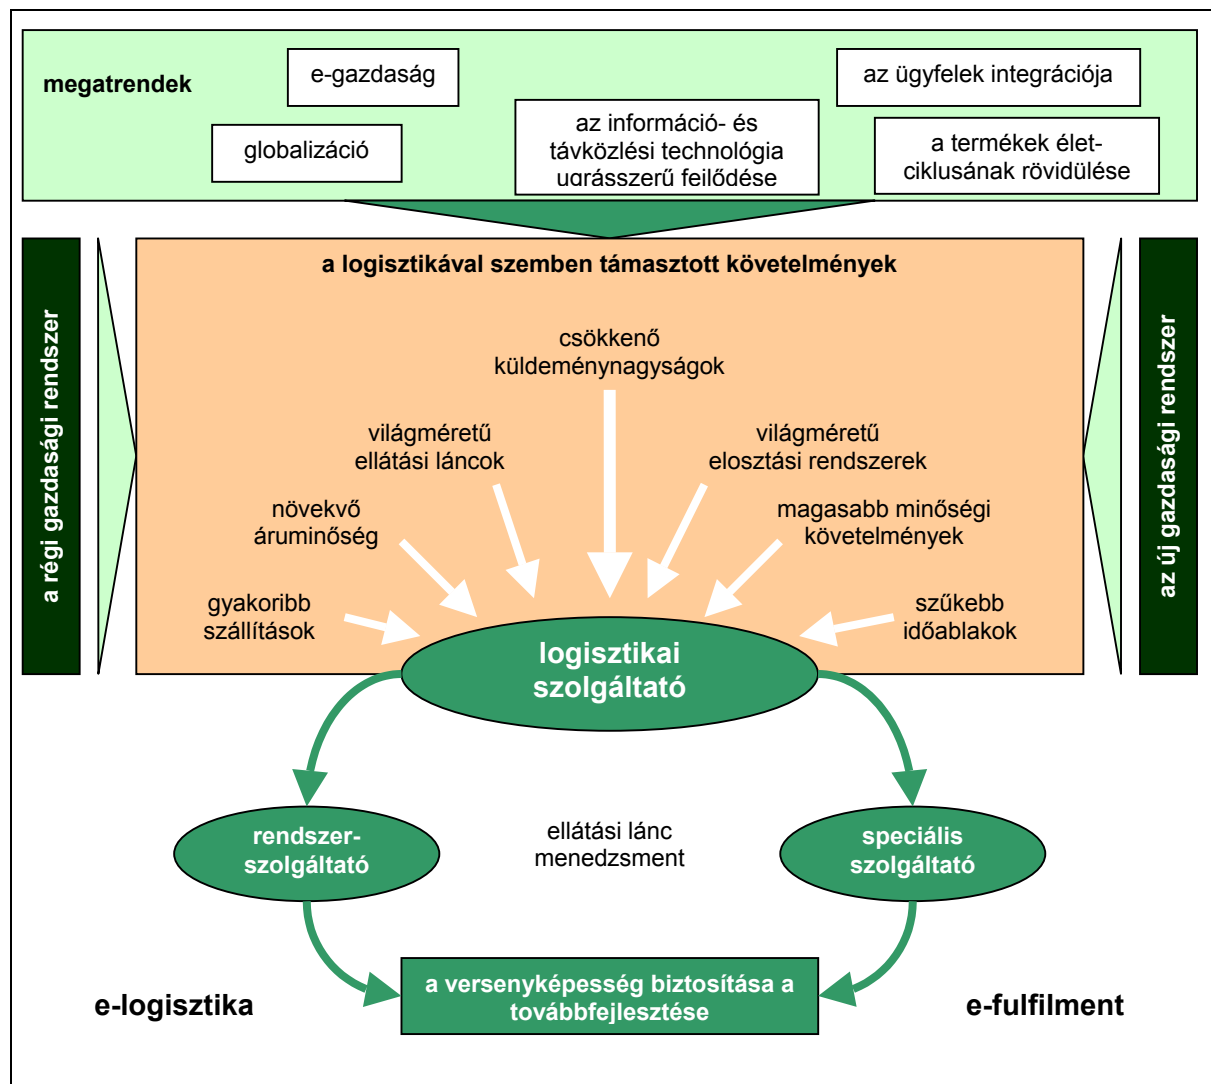 megatrendek
e-gazdaság
az ügyfelek integrációja
globalizáció
az információ- és
távközlési technológia
ugrásszerű fejlődése
a termékek élet-
ciklusának rövidülése
a régi gazdasági rendszer
a logisztikával szemben támasztott követelmények
az új gazdasági rendszer
csökkenő
küldeménynagyságok
világméretű
ellátási láncok
világméretű
elosztási rendszerek
növekvő
áruminőség
magasabb minőségi
követelmények
gyakoribb
szállítások
szűkebb
időablakok
logisztikai
szolgáltató
rendszer-
szolgáltató
ellátási lánc
menedzsment
speciális
szolgáltató
e-logisztika
a versenyképesség biztosítása a
továbbfejlesztése
e-fulfilment